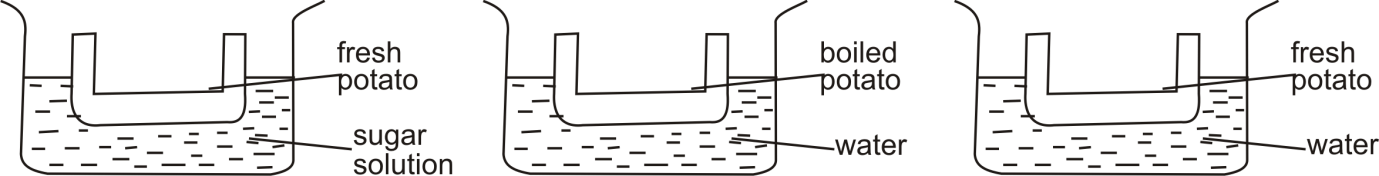 fresh
potato
sugar
solution
boiled
potato
water
fresh
potato
water